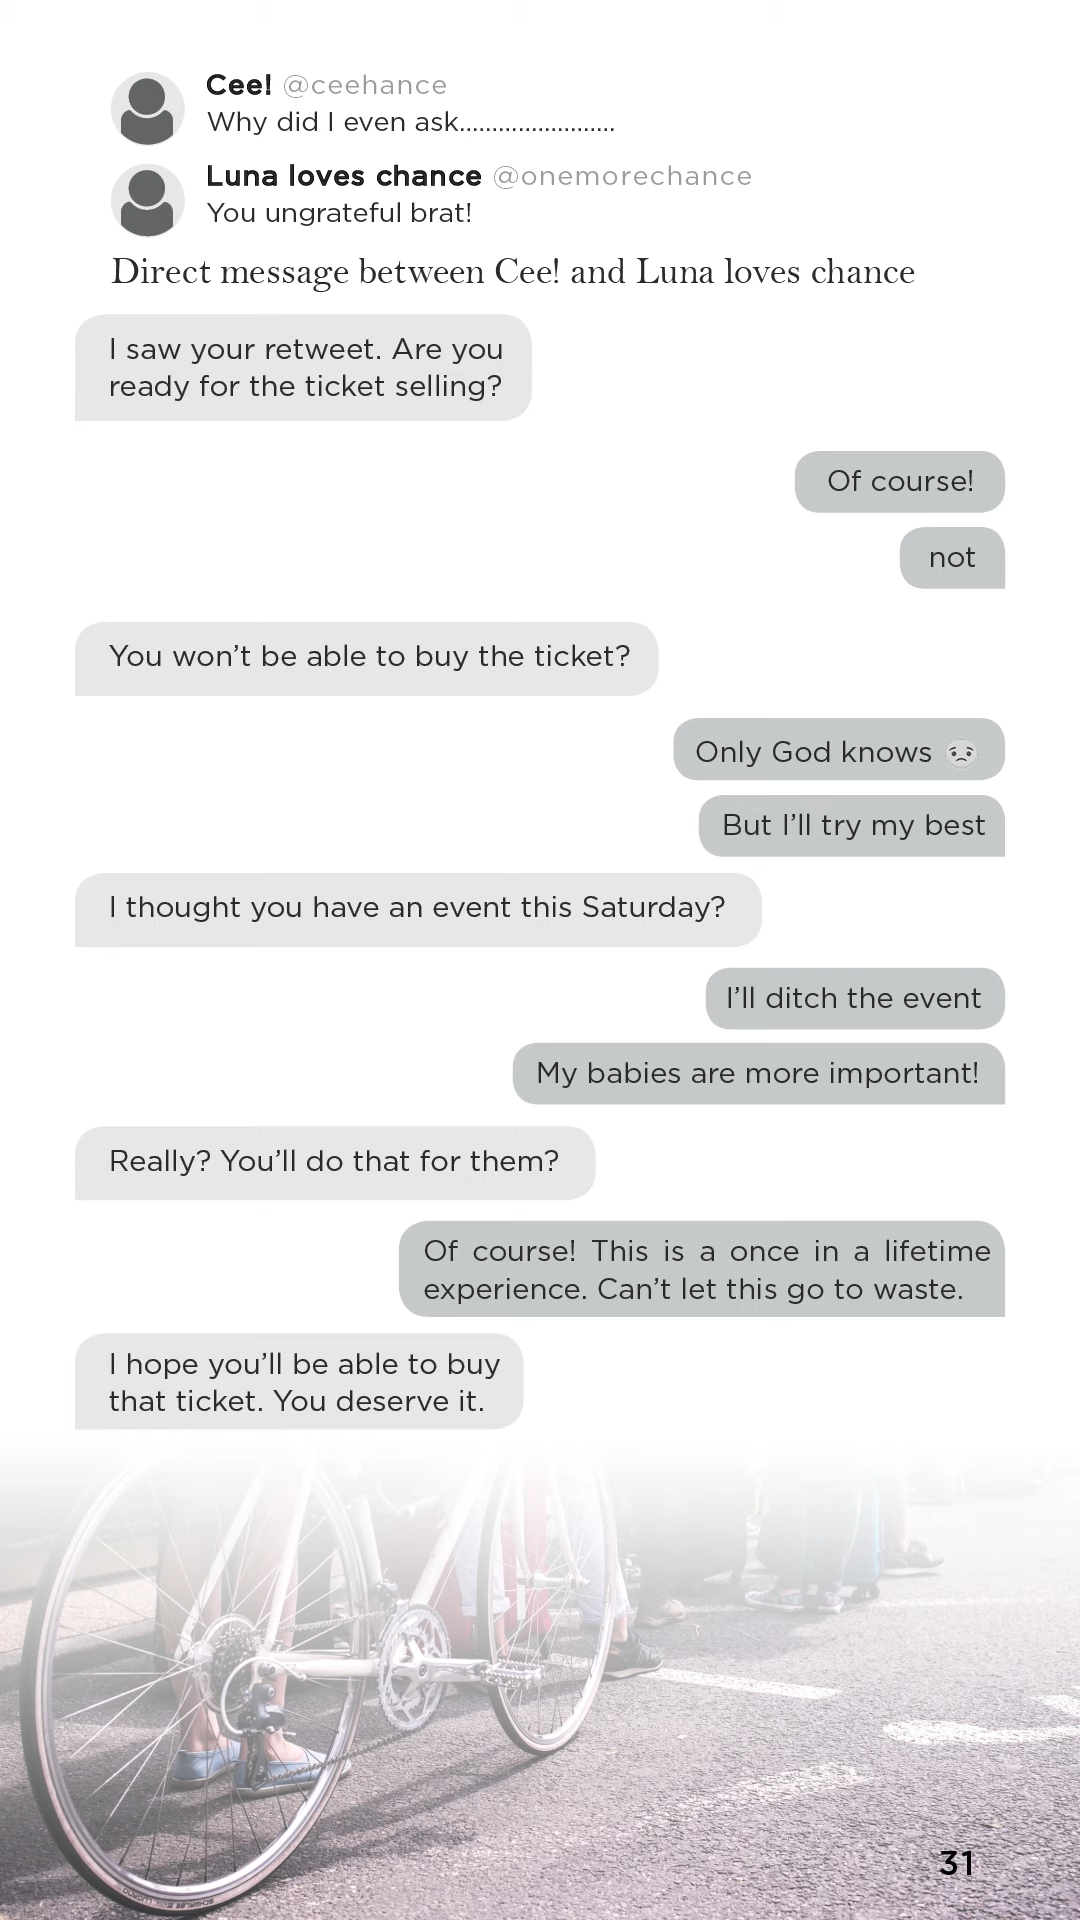 Cee! @ceehance
Why did I even ask........................
Luna loves chance @onemorechance
You ungrateful brat!
Direct message between Cee! and Luna loves chance
I saw your retweet. Are you
ready for the ticket selling?
Of course!
not
You won’t be able to buy the ticket?
Only God knows 😟
But I’ll try my best
I thought you have an event this Saturday?
I’ll ditch the event
My babies are more important!
Really? You’ll do that for them?
Of course! This is a once in a lifetime
experience. Can’t let this go to waste.
I hope you’ll be able to buy
that ticket. You deserve it.
31